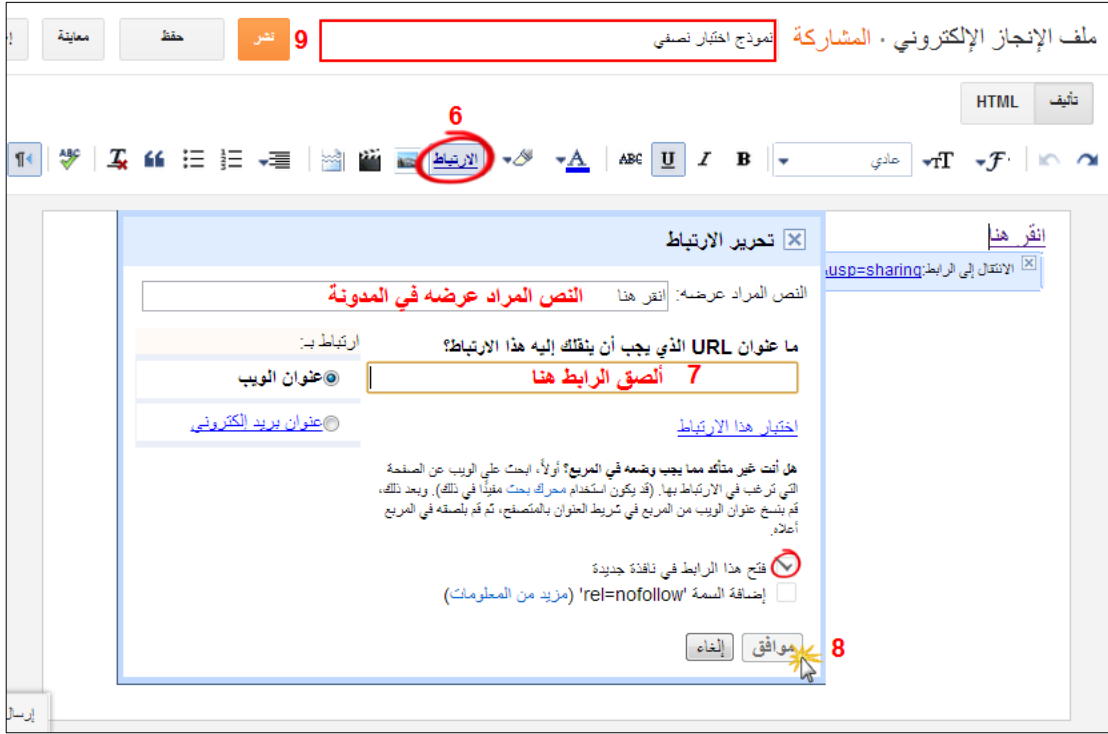 ملف الإنجاز الإلكتروني · المشاركة نموذج اختبار نصفي 9 نشر حفظ معاينة
تأليف HTML
6
عادي B I U ABC A الارتباط ABC
انقر هنا
الانتقال إلى الرابط: usp=sharing
تحرير الارتباط
النص المراد عرضه: انقر هنا النص المراد عرضه في المدونة
ما عنوان URL الذي يجب أن ينقلك إليه هذا الارتباط؟
7 ألصق الرابط هنا
اختبار هذا الارتباط
ارتباط بـ:
عنوان الويب
عنوان بريد إلكتروني
هل أنت غير متأكد مما يجب وضعه في المربع؟ أولاً، ابحث على الويب عن الصفحة
التي ترغب في الارتباط بها. (قد يكون استخدام محرك بحث مفيدًا في ذلك). وبعد ذلك،
قم بنسخ عنوان الويب من المربع في شريط العنوان بالمتصفح، ثم قم بلصقه في المربع
أعلاه.
فتح هذا الرابط في نافذة جديدة
إضافة السمة 'rel=nofollow' (مزيد من المعلومات)
موافق إلغاء 8